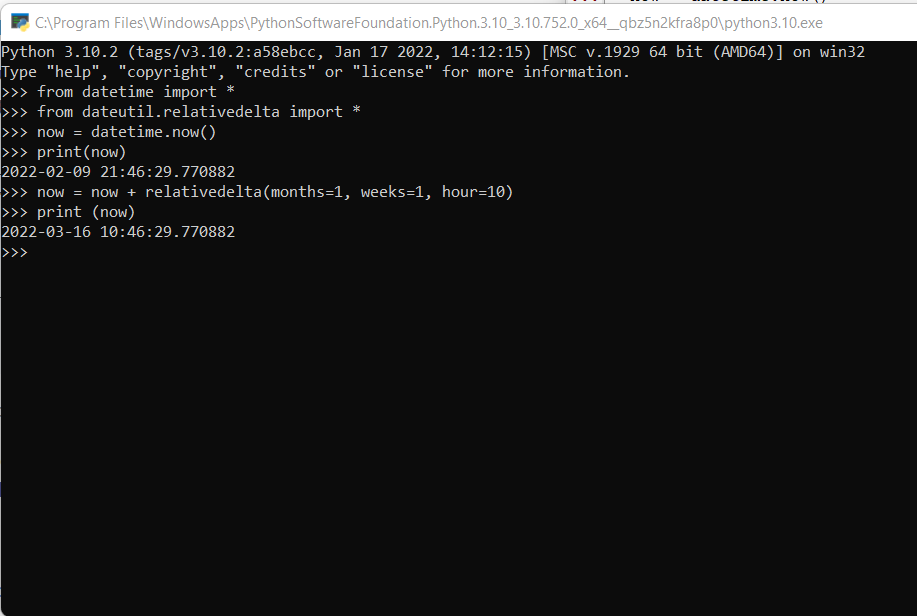 C:\Program Files\WindowsApps\PythonSoftwareFoundation.Python.3.10_3.10.752.0_x64__qbz5n2kfra8p0\python3.10.exe
Python 3.10.2 (tags/v3.10.2:a58ebcc, Jan 17 2022, 14:12:15) [MSC v.1929 64 bit (AMD64)] on win32
Type "help", "copyright", "credits" or "license" for more information.
>>> from datetime import *
>>> from dateutil.relativedelta import *
>>> now = datetime.now()
>>> print(now)
2022-02-09 21:46:29.770882
>>> now = now + relativedelta(months=1, weeks=1, hour=10)
>>> print (now)
2022-03-16 10:46:29.770882
>>>